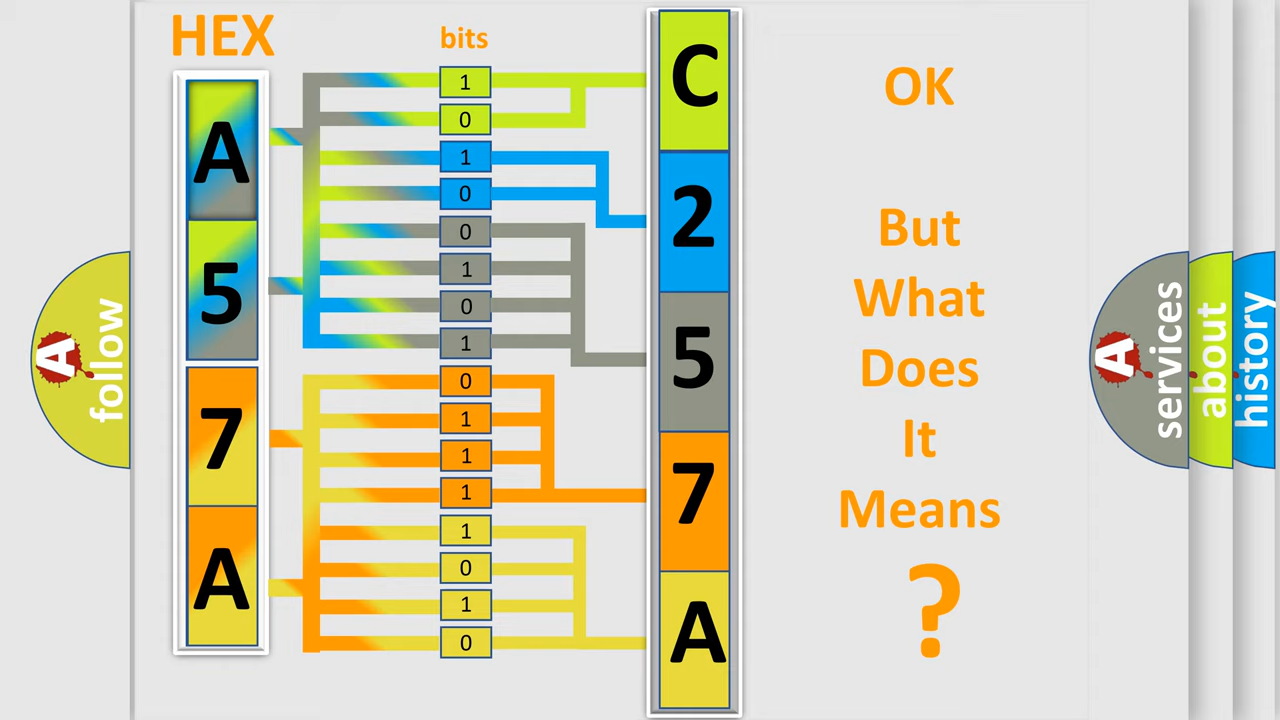 HEX
bits
A
5
7
A
1
0
1
0
0
1
0
1
0
1
1
1
1
0
1
0
C
2
5
7
A
OK
But
What
Does
It
Means
?
A
follow
A
services
about
history